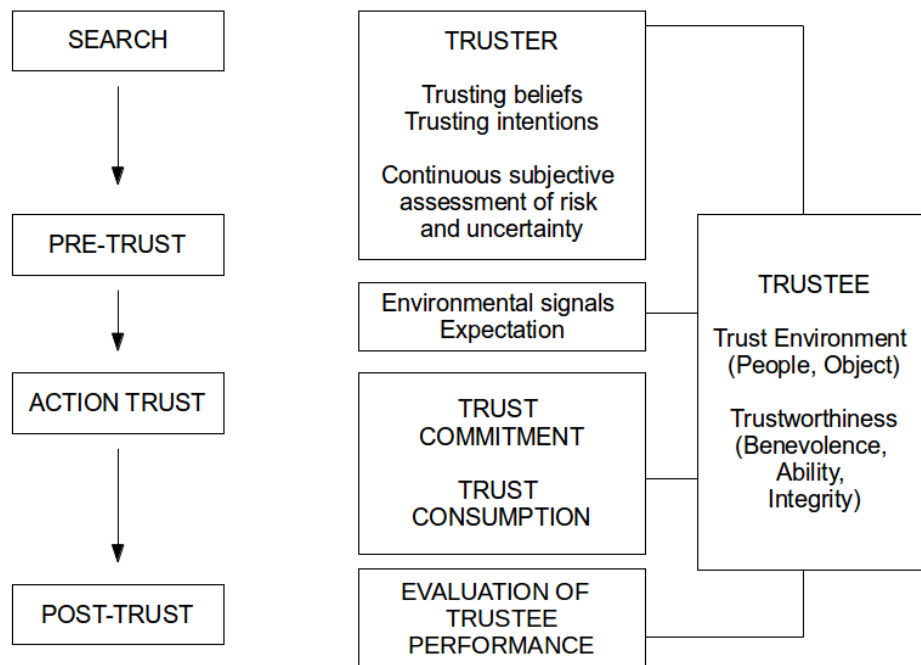 SEARCH
PRE-TRUST
ACTION TRUST
POST-TRUST
TRUSTER
Trusting beliefs
Trusting intentions
Continuous subjective
assessment of risk
and uncertainty
Environmental signals
Expectation
TRUST
COMMITMENT
TRUST
CONSUMPTION
EVALUATION OF
TRUSTEE
PERFORMANCE
TRUSTEE
Trust Environment
(People, Object)
Trustworthiness
(Benevolence,
Ability,
Integrity)